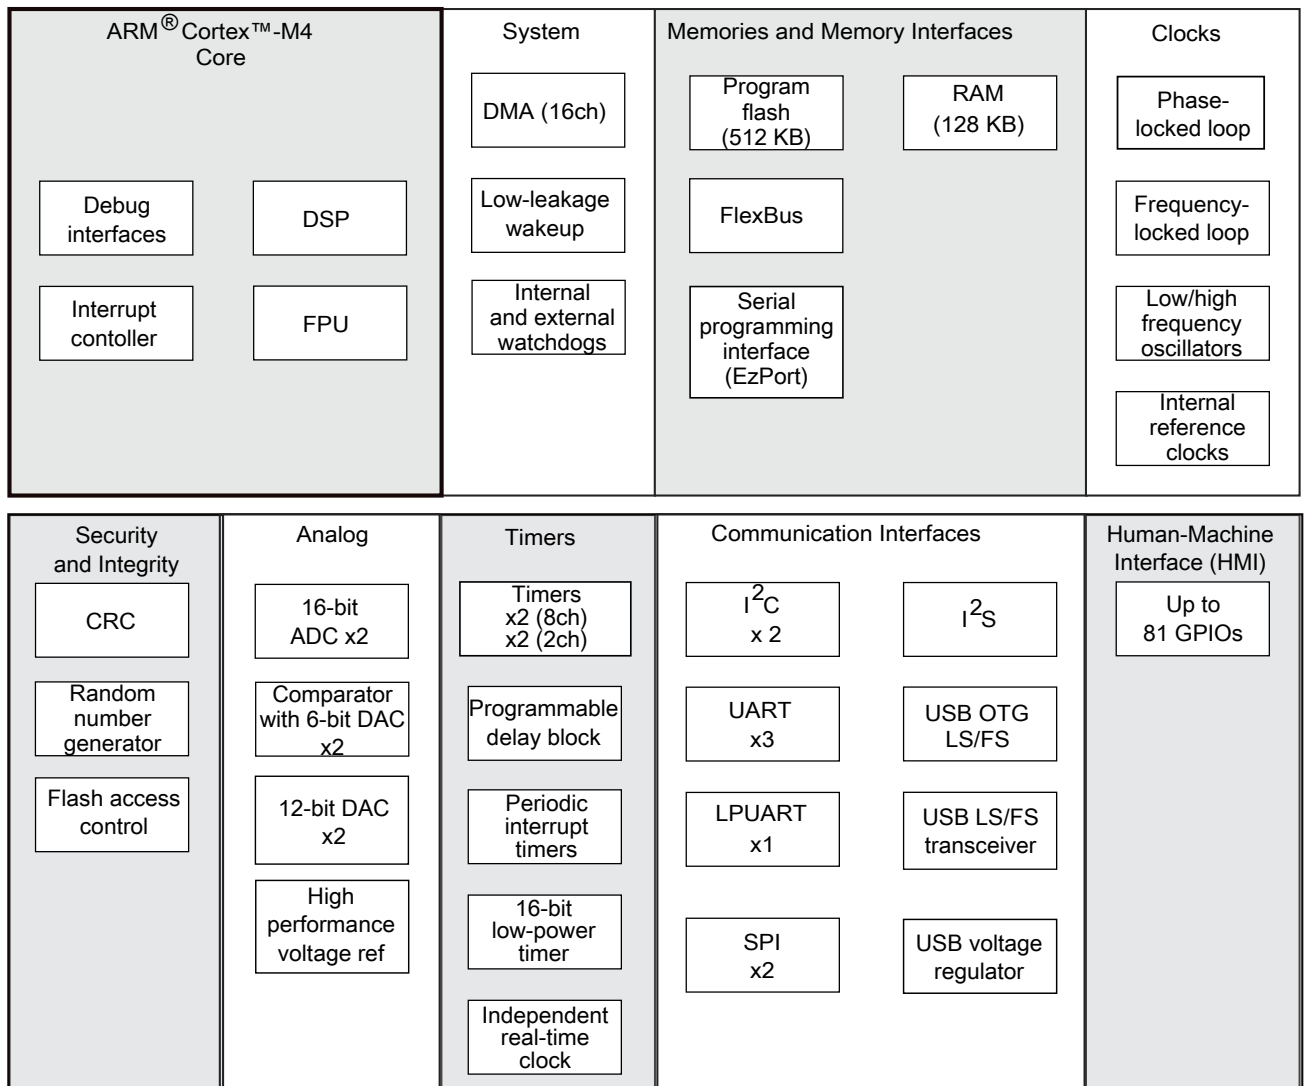 ARM®Cortex™-M4
Core
Debug
interfaces
DSP
Interrupt
contoller
FPU
System
DMA (16ch)
Low-leakage
wakeup
Internal
and external
watchdogs
Memories and Memory Interfaces
Program
flash
(512 KB)
RAM
(128 KB)
FlexBus
Serial
programming
interface
(EzPort)
Clocks
Phase-
locked loop
Frequency-
locked loop
Low/high
frequency
oscillators
Internal
reference
clocks
Security
and Integrity
CRC
Random
number
generator
Flash access
control
Analog
16-bit
ADC x2
Comparator
with 6-bit DAC
x2
12-bit DAC
x2
High
performance
voltage ref
Timers
Timers
x2 (8ch)
x2 (2ch)
Programmable
delay block
Periodic
interrupt
timers
16-bit
low-power
timer
Independent
real-time
clock
Communication Interfaces
I²C
x 2
I²S
UART
x3
USB OTG
LS/FS
LPUART
x1
USB LS/FS
transceiver
SPI
x2
USB voltage
regulator
Human-Machine
Interface (HMI)
Up to
81 GPIOs